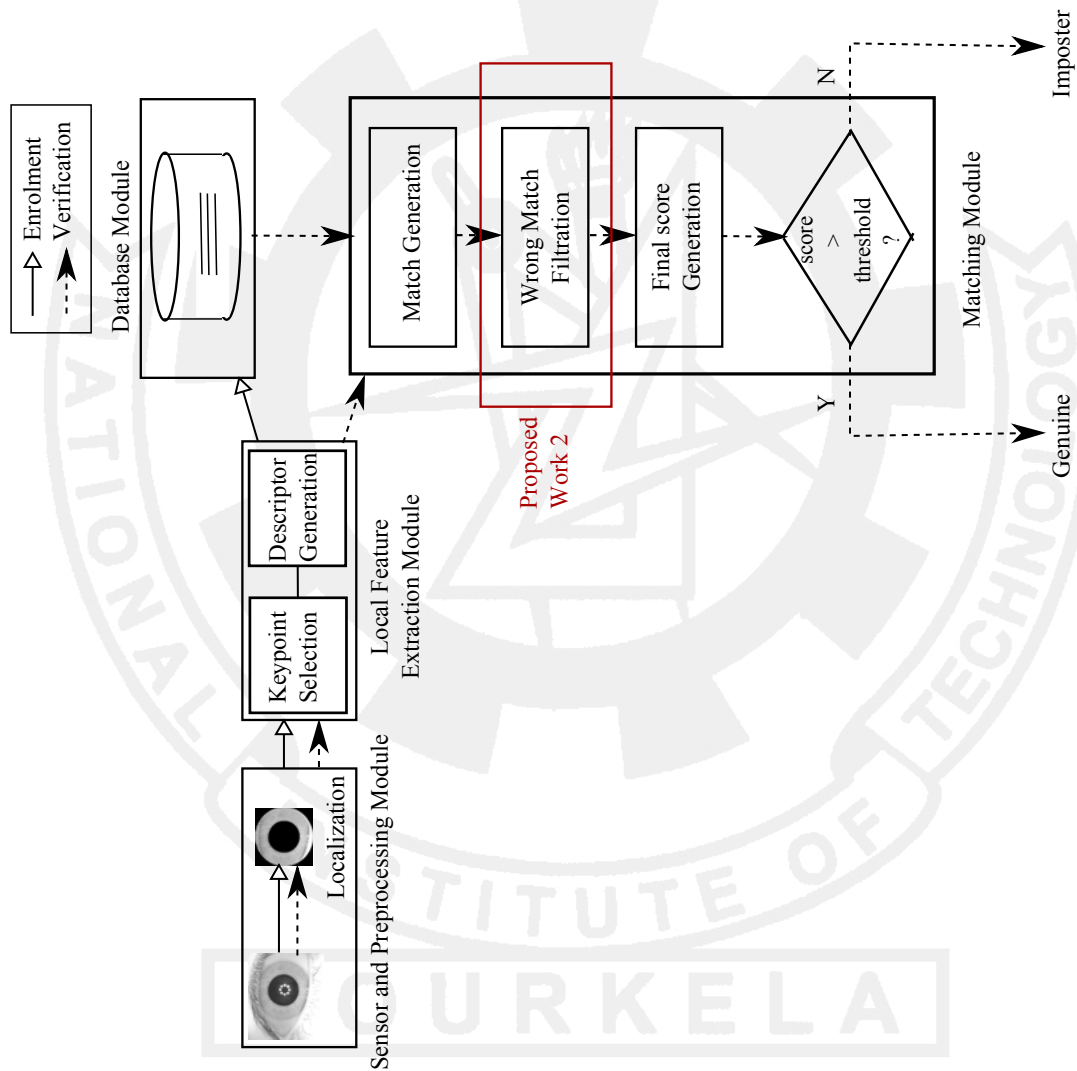 Enrolment
Verification
Database Module
Sensor and Preprocessing Module
Localization
Keypoint
Selection
Descriptor
Generation
Local Feature
Extraction Module
Match Generation
Wrong Match
Filtration
Proposed
Work 2
Final score
Generation
score
>
threshold
?
Y
N
Genuine
Imposter
Matching Module
NATIONAL INSTITUTE OF TECHNOLOGY
OURKELA